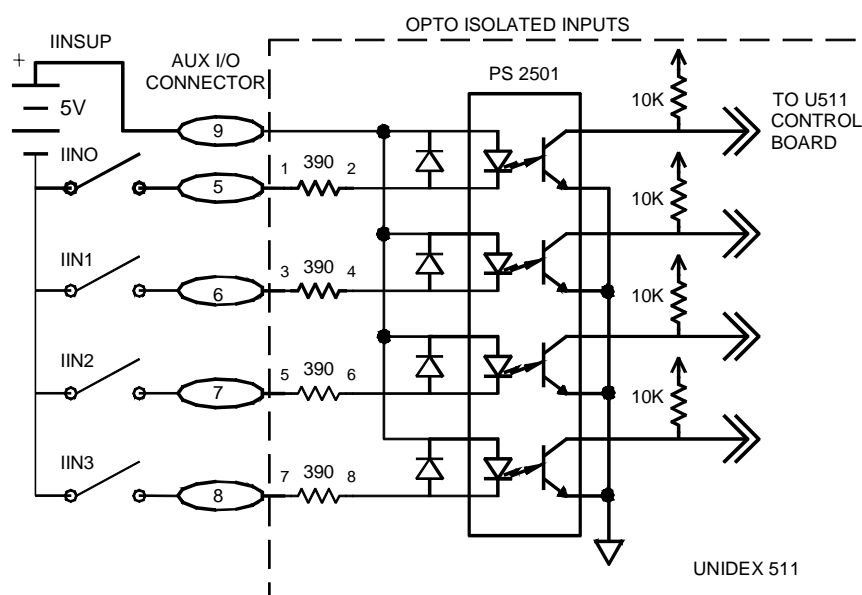 OPTO ISOLATED INPUTS
IINSUP
+
AUX I/O
CONNECTOR
PS 2501
5V
10K
TO U511
CONTROL
BOARD
9
IINO
5
1 390 2
10K
IIN1
6
3 390 4
10K
IIN2
7
5 390 6
10K
IIN3
8
7 390 8
UNIDEX 511